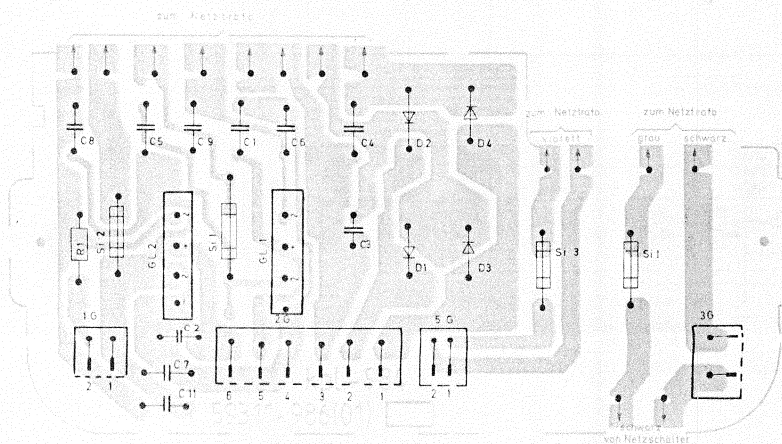 zum Netztrafo
zum Netztrafo
zum Netztrafo
violett
grau
schwarz
C8
C5
C9
C1
C6
C4
D2
D4
R1
Si 2
GL 2
Si 1
GL 1
C3
D1
D3
Si 3
Si 1
1G
C2
2G
5 G
3G
2 1
C7
C11
6 5 4 3 2 1
2 1
schwarz
von Netzschalter